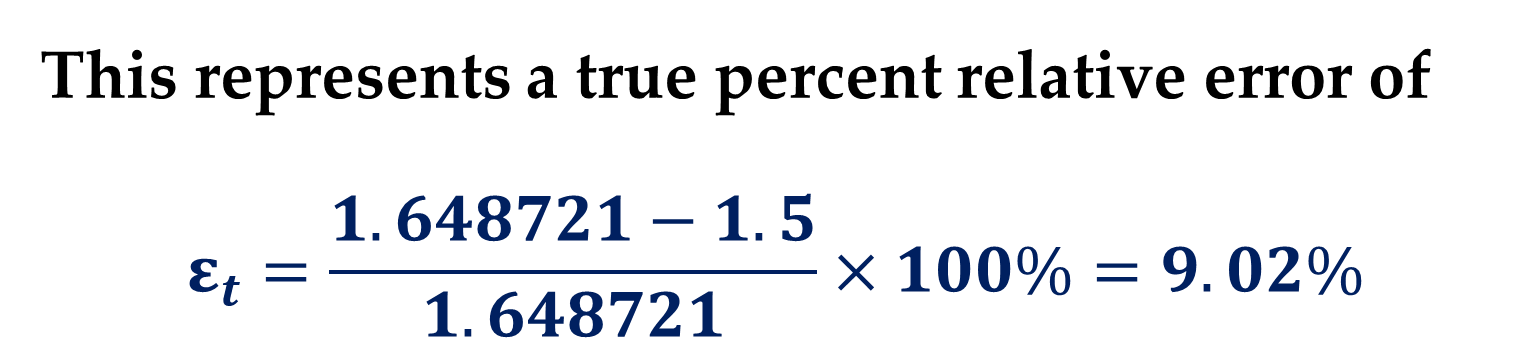 This represents a true percent relative error of
εt = (1.648721 − 1.5) / 1.648721 × 100% = 9.02%